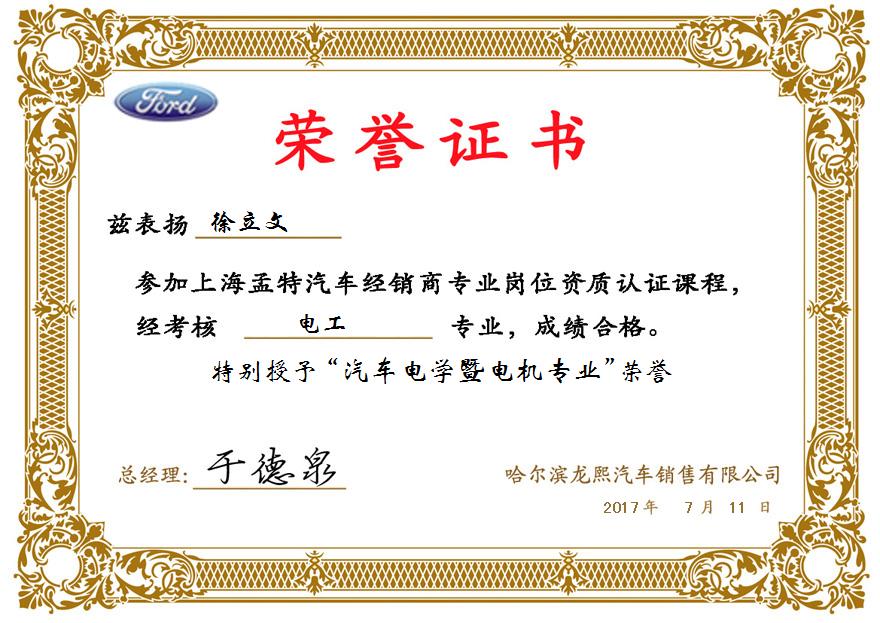 Ford
荣誉证书
兹表扬 徐立文
参加上海孟特汽车经销商专业岗位资质认证课程，
经考核 电工 专业，成绩合格。
特别授予“汽车电学暨电机专业”荣誉
总经理：于德泉
哈尔滨龙熙汽车销售有限公司
2017年 7月 11日